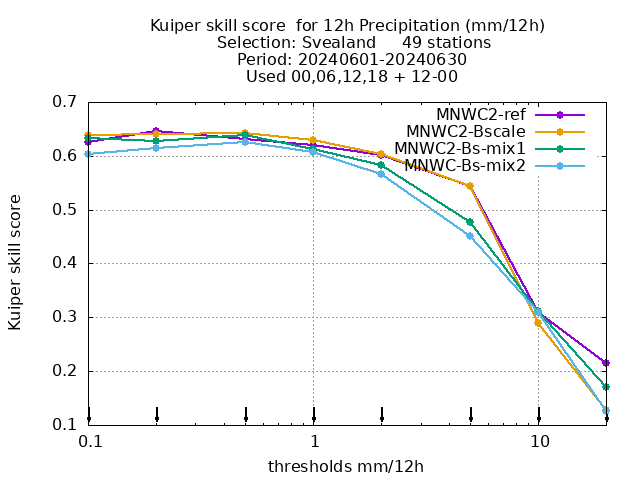 Kuiper skill score  for 12h Precipitation (mm/12h)
Selection: Svealand     49 stations
Period: 20240601-20240630
Used 00,06,12,18 + 12-00
MNWC2-ref
MNWC2-Bscale
MNWC2-Bs-mix1
MNWC-Bs-mix2
0.7
0.6
0.5
0.4
0.3
0.2
0.1
Kuiper skill score
0.1 1 10
thresholds mm/12h